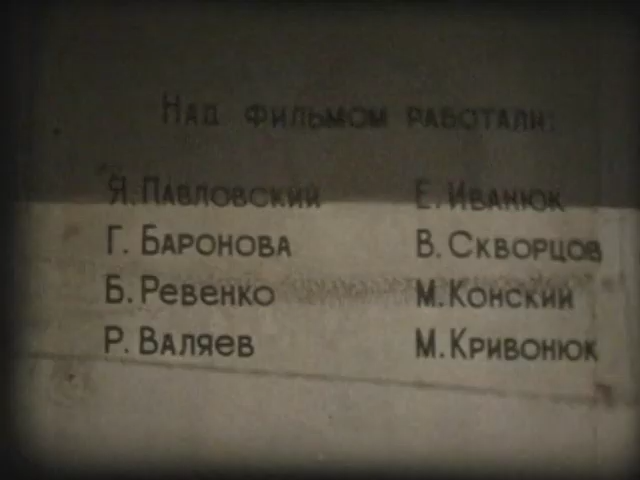 Над фильмом работали:
Я. Павловский
Е. Иванюк
Г. Баронова
В. Скворцов
Б. Ревенко
М. Конский
Р. Валяев
М. Кривонюк